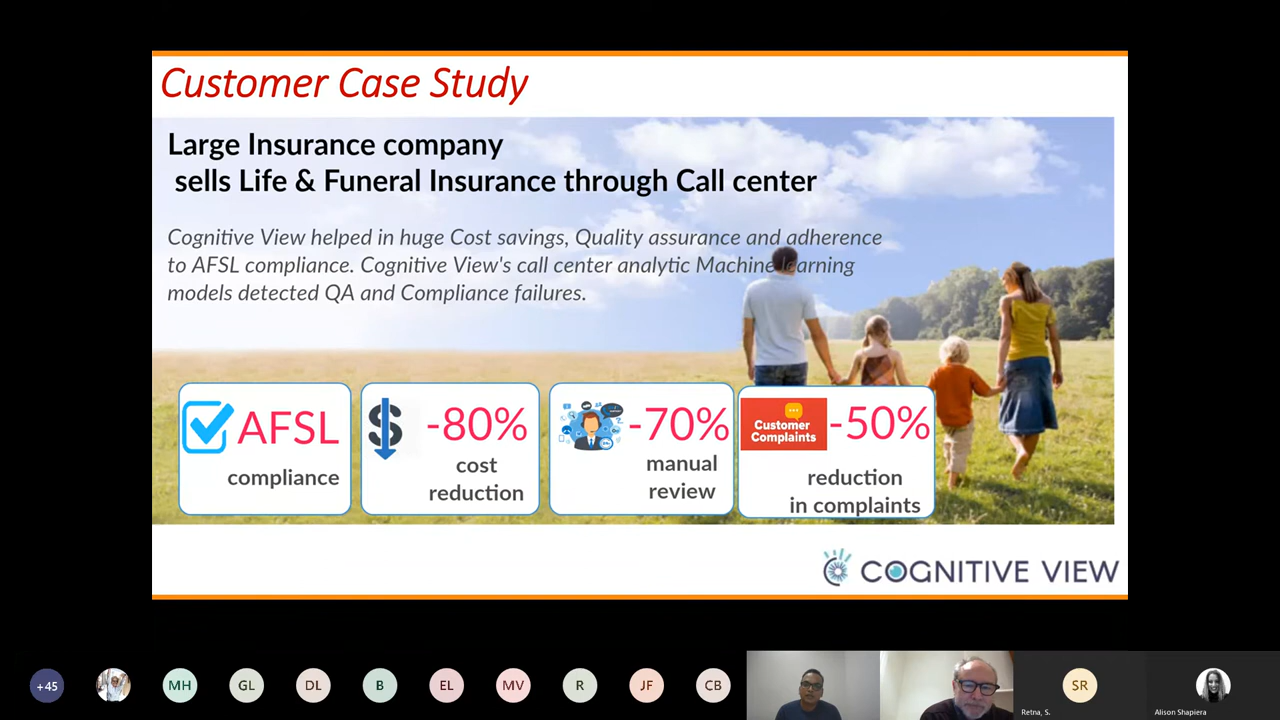 Customer Case Study
Large Insurance company
sells Life & Funeral Insurance through Call center
Cognitive View helped in huge Cost savings, Quality assurance and adherence
to AFSL compliance. Cognitive View's call center analytic Machine learning
models detected QA and Compliance failures.
AFSL
compliance
$
-80%
cost
reduction
-70%
manual
review
Customer
Complaints
-50%
reduction
in complaints
COGNITIVE VIEW
+45
MH
GL
DL
B
EL
MV
R
JF
CB
SR
Retna, S.
Alison Shapiera